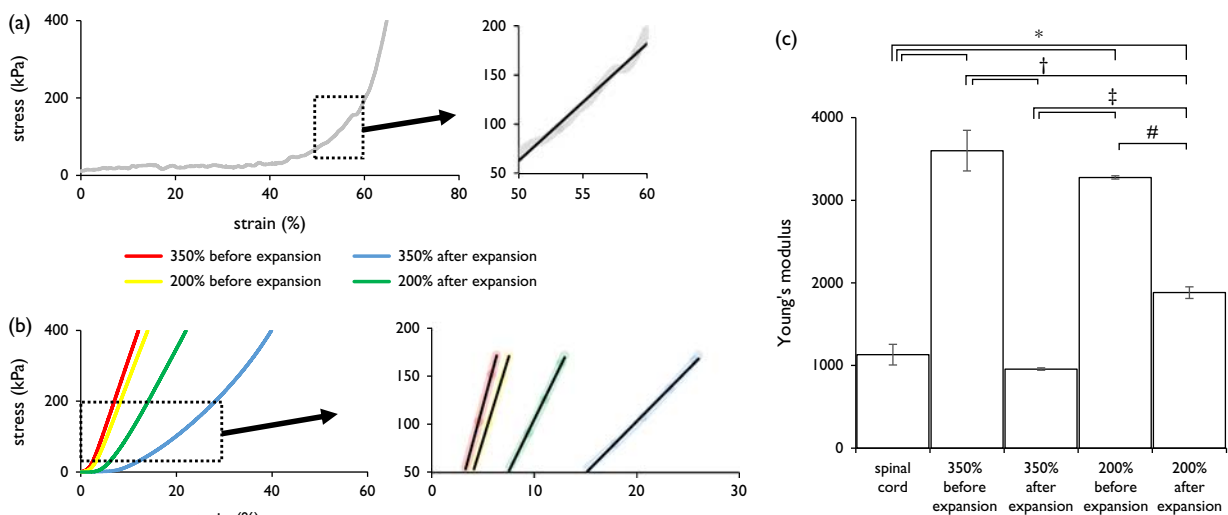 (a)
400
200
0
0 20 40 60 80
stress (kPa)
strain (%)
200
150
100
50
50 55 60
350% before expansion
350% after expansion
200% before expansion
200% after expansion
(b)
400
200
0
0 20 40 60
stress (kPa)
200
150
100
50
0 10 20 30
(c)
*
†
‡
#
4000
3000
2000
1000
0
Young's modulus
spinal cord
350% before expansion
350% after expansion
200% before expansion
200% after expansion